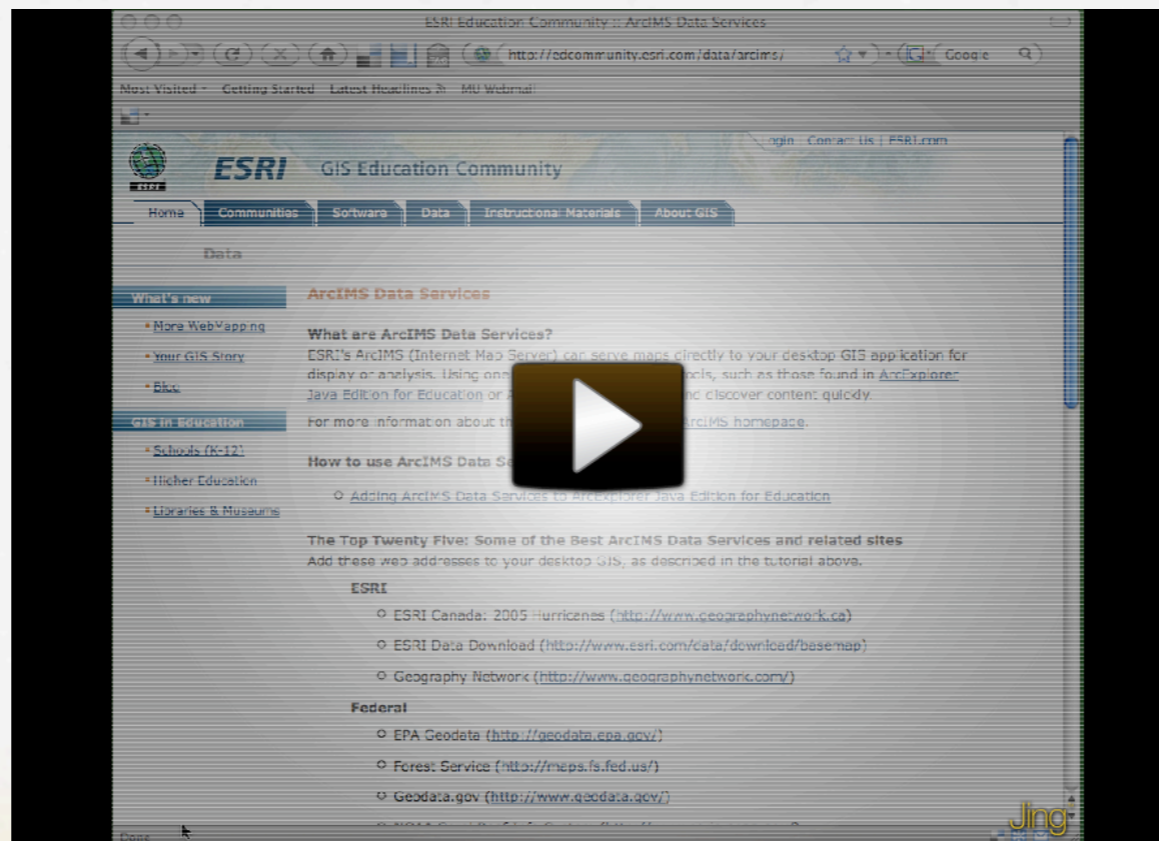 ESRI Education Community :: ArcIMS Data Services
http://edcommunity.esri.com/data/arcims/ Google
Most Visited Getting Started Latest Headlines MU Webmail
Login Contact Us | ESRI.com
ESRI GIS Education Community
ESRI
Home Communities Software Data Instructional Materials About GIS
Data
What's new
More WebMapping
Your GIS Story
Blog
GIS in Education
Schools (K-12)
Higher Education
Libraries & Museums
ArcIMS Data Services
What are ArcIMS Data Services?
ESRI's ArcIMS (Internet Map Server) can serve maps directly to your desktop GIS application for
display or analysis. Using one such as those found in ArcExplorer
Java Edition for Education or discover content quickly.
For more information about ArcIMS homepage.
How to use ArcIMS Data
Adding ArcIMS Data Services to ArcExplorer Java Edition for Education
The Top Twenty Five: Some of the Best ArcIMS Data Services and related sites
Add these web addresses to your desktop GIS, as described in the tutorial above.
ESRI
ESRI Canada: 2005 Hurricanes (http://www.geographynetwork.ca)
ESRI Data Download (http://www.esri.com/data/download/basemap)
Geography Network (http://www.geographynetwork.com/)
Federal
EPA Geodata (http://geodata.epa.gov/)
Forest Service (http://maps.fs.fed.us/)
Geodata.gov (http://www.geodata.gov/)
Done
Jing